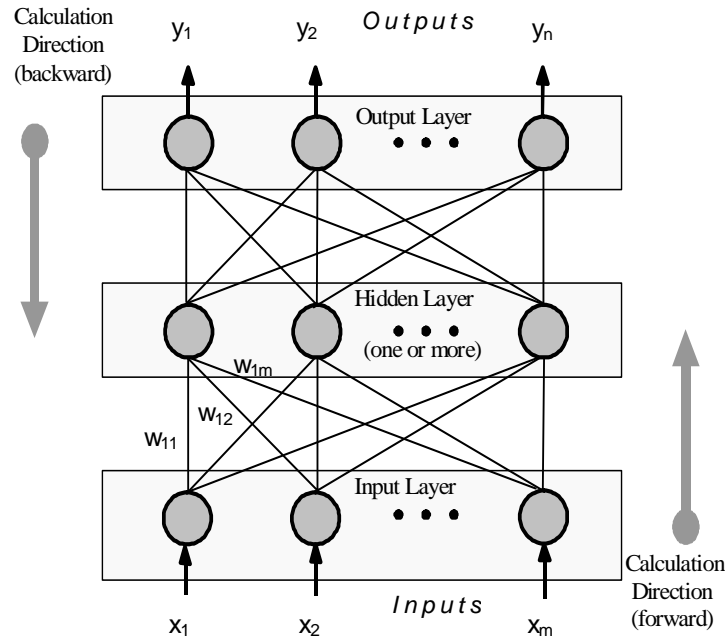 Calculation
Direction
(backward)
y1 y2 Outputs yn
Output Layer
Hidden Layer
(one or more)
w1m
w12
w11
Input Layer
Calculation
Direction
(forward)
Inputs
x1 x2 xm